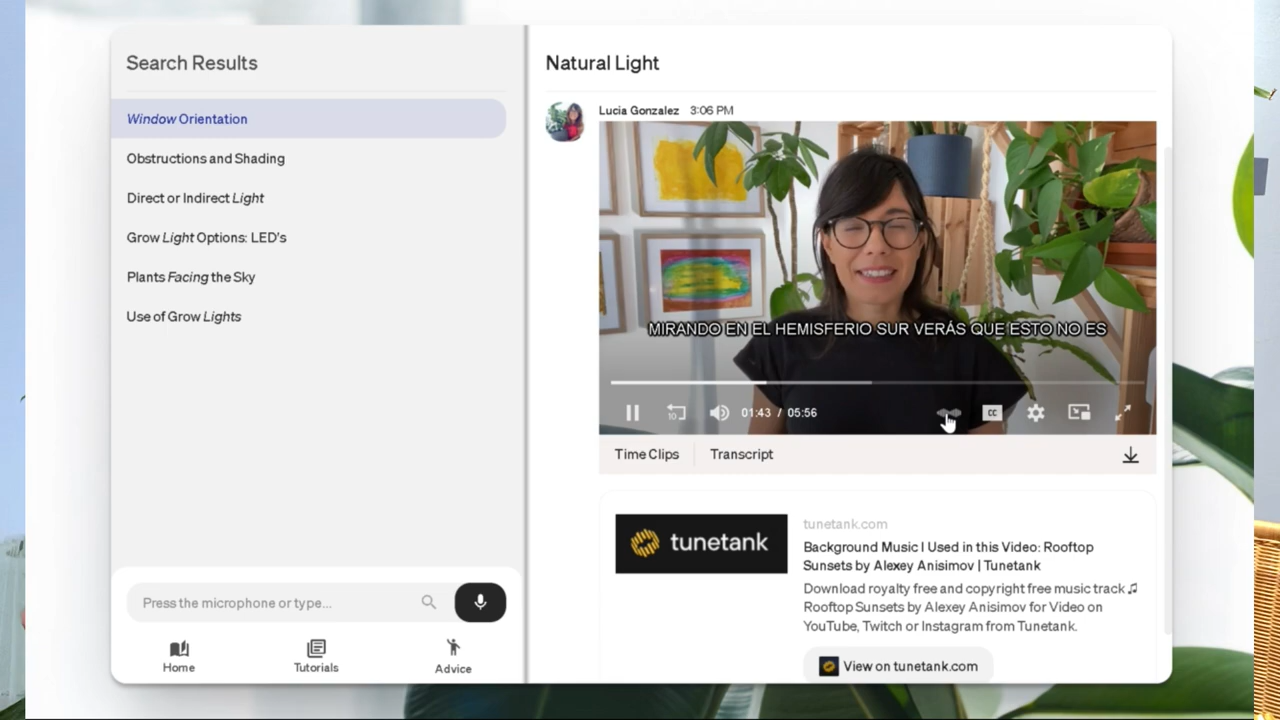 Search Results
Window Orientation
Obstructions and Shading
Direct or Indirect Light
Grow Light Options: LED's
Plants Facing the Sky
Use of Grow Lights
Press the microphone or type...
Home
Tutorials
Advice
Natural Light
Lucia Gonzalez 3:06 PM
MIRANDO EN EL HEMISFERIO SUR VERÁS QUE ESTO NO ES
10
01:43 / 05:56
CC
Time Clips
Transcript
tunetank
tunetank.com
Background Music I Used in this Video: Rooftop
Sunsets by Alexey Anisimov | Tunetank
Download royalty free and copyright free music track ♫
Rooftop Sunsets by Alexey Anisimov for Video on
YouTube, Twitch or Instagram from Tunetank.
View on tunetank.com